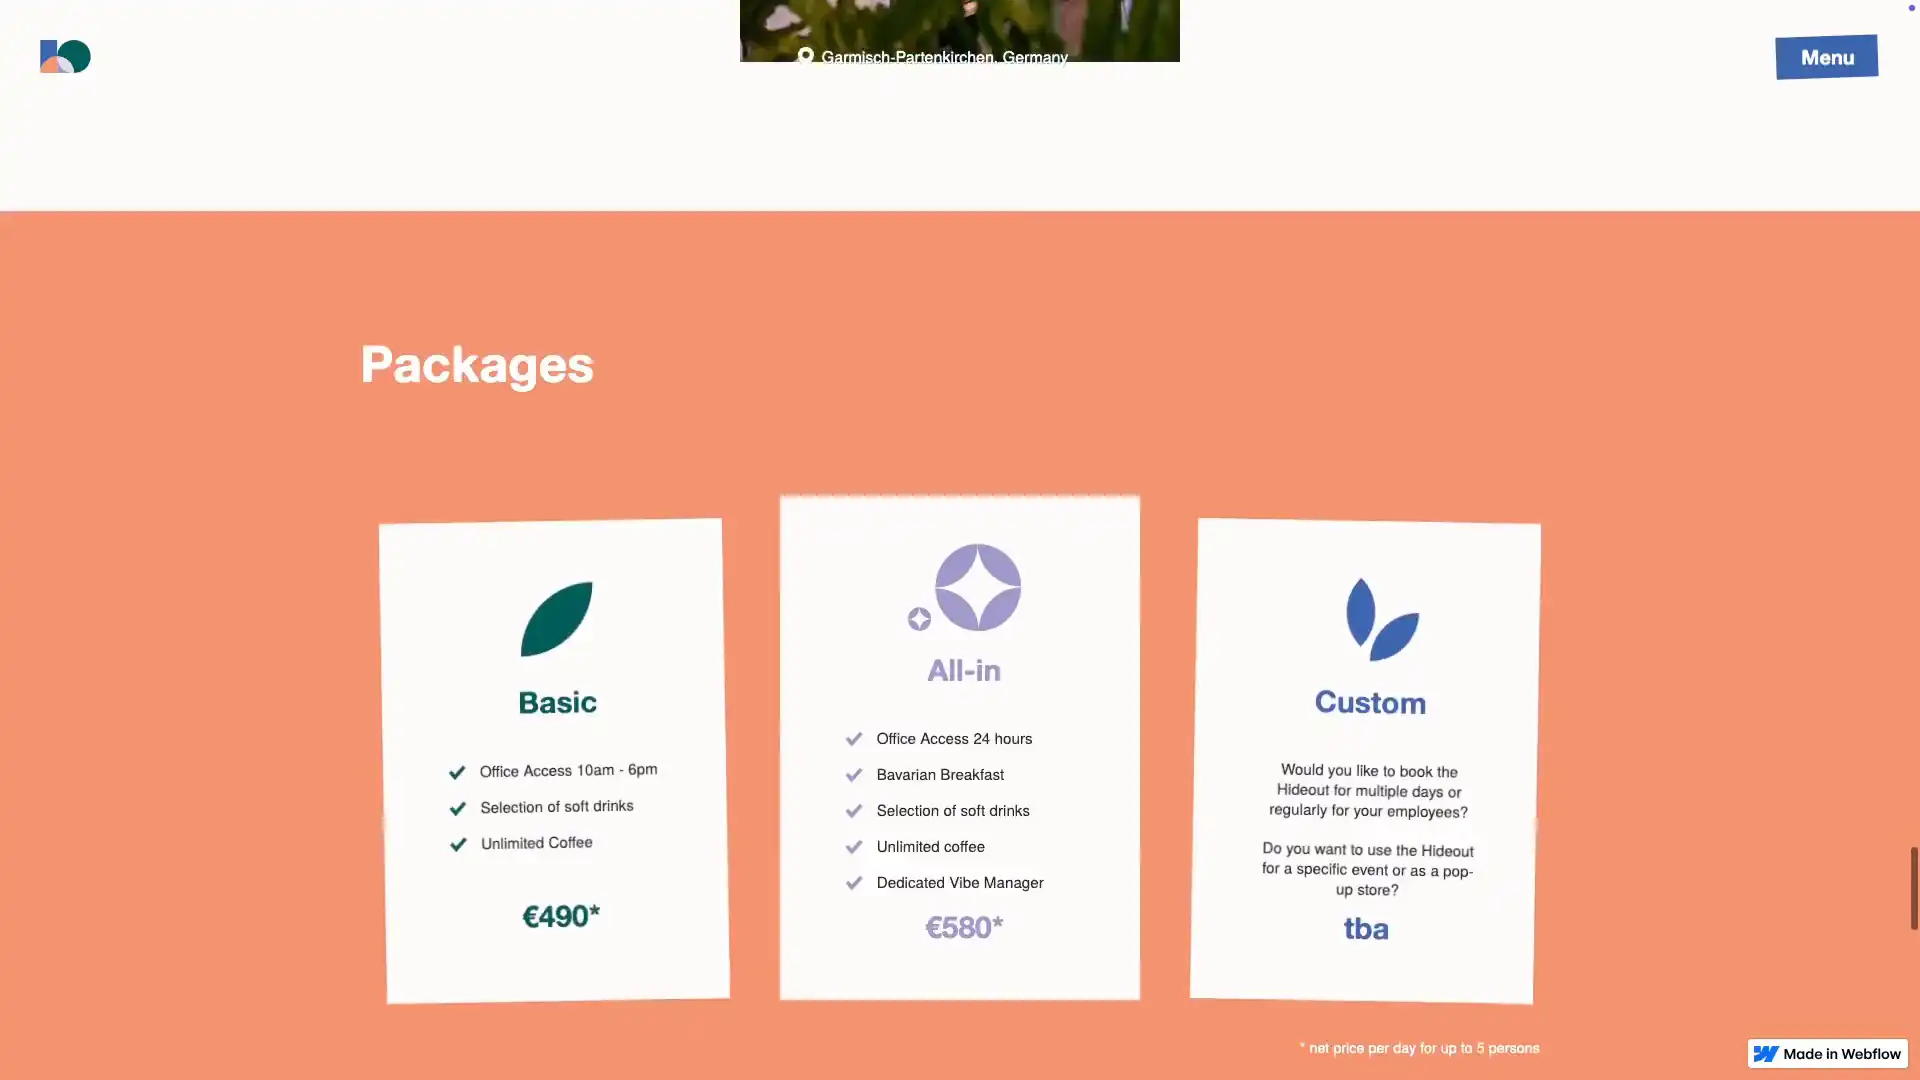 Garmisch-Partenkirchen, Germany
Menu
Packages
Basic
Office Access 10am - 6pm
Selection of soft drinks
Unlimited Coffee
€490*
All-in
Office Access 24 hours
Bavarian Breakfast
Selection of soft drinks
Unlimited coffee
Dedicated Vibe Manager
€580*
Custom
Would you like to book the
Hideout for multiple days or
regularly for your employees?
Do you want to use the Hideout
for a specific event or as a pop-
up store?
tba
* net price per day for up to 5 persons
Made in Webflow